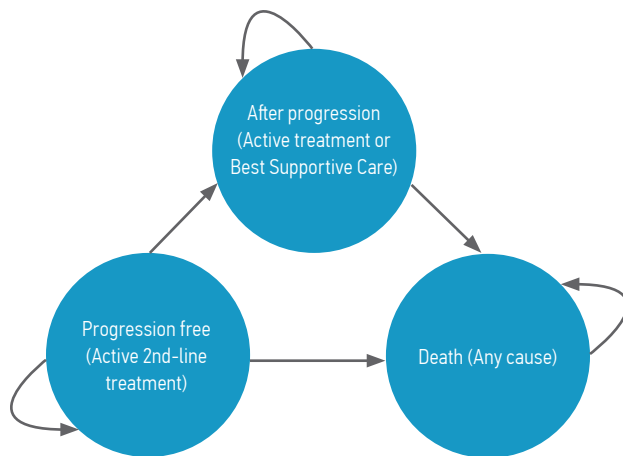 After progression
(Active treatment or
Best Supportive Care)
Progression free
(Active 2nd-line
treatment)
Death (Any cause)